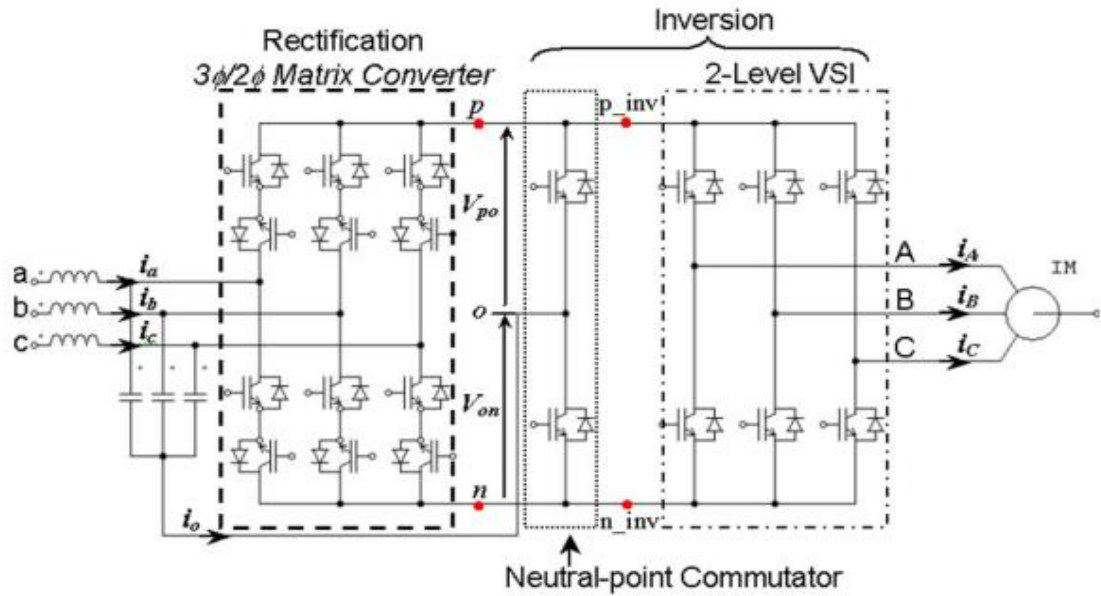 Inversion
Rectification
3ϕ/2ϕ Matrix Converter
2-Level VSI
p
p_inv
V_po
a
i_a
b
i_b
c
i_c
o
A
i_A
IM
B
i_B
C
i_C
V_on
n
n_inv
i_o
Neutral-point Commutator